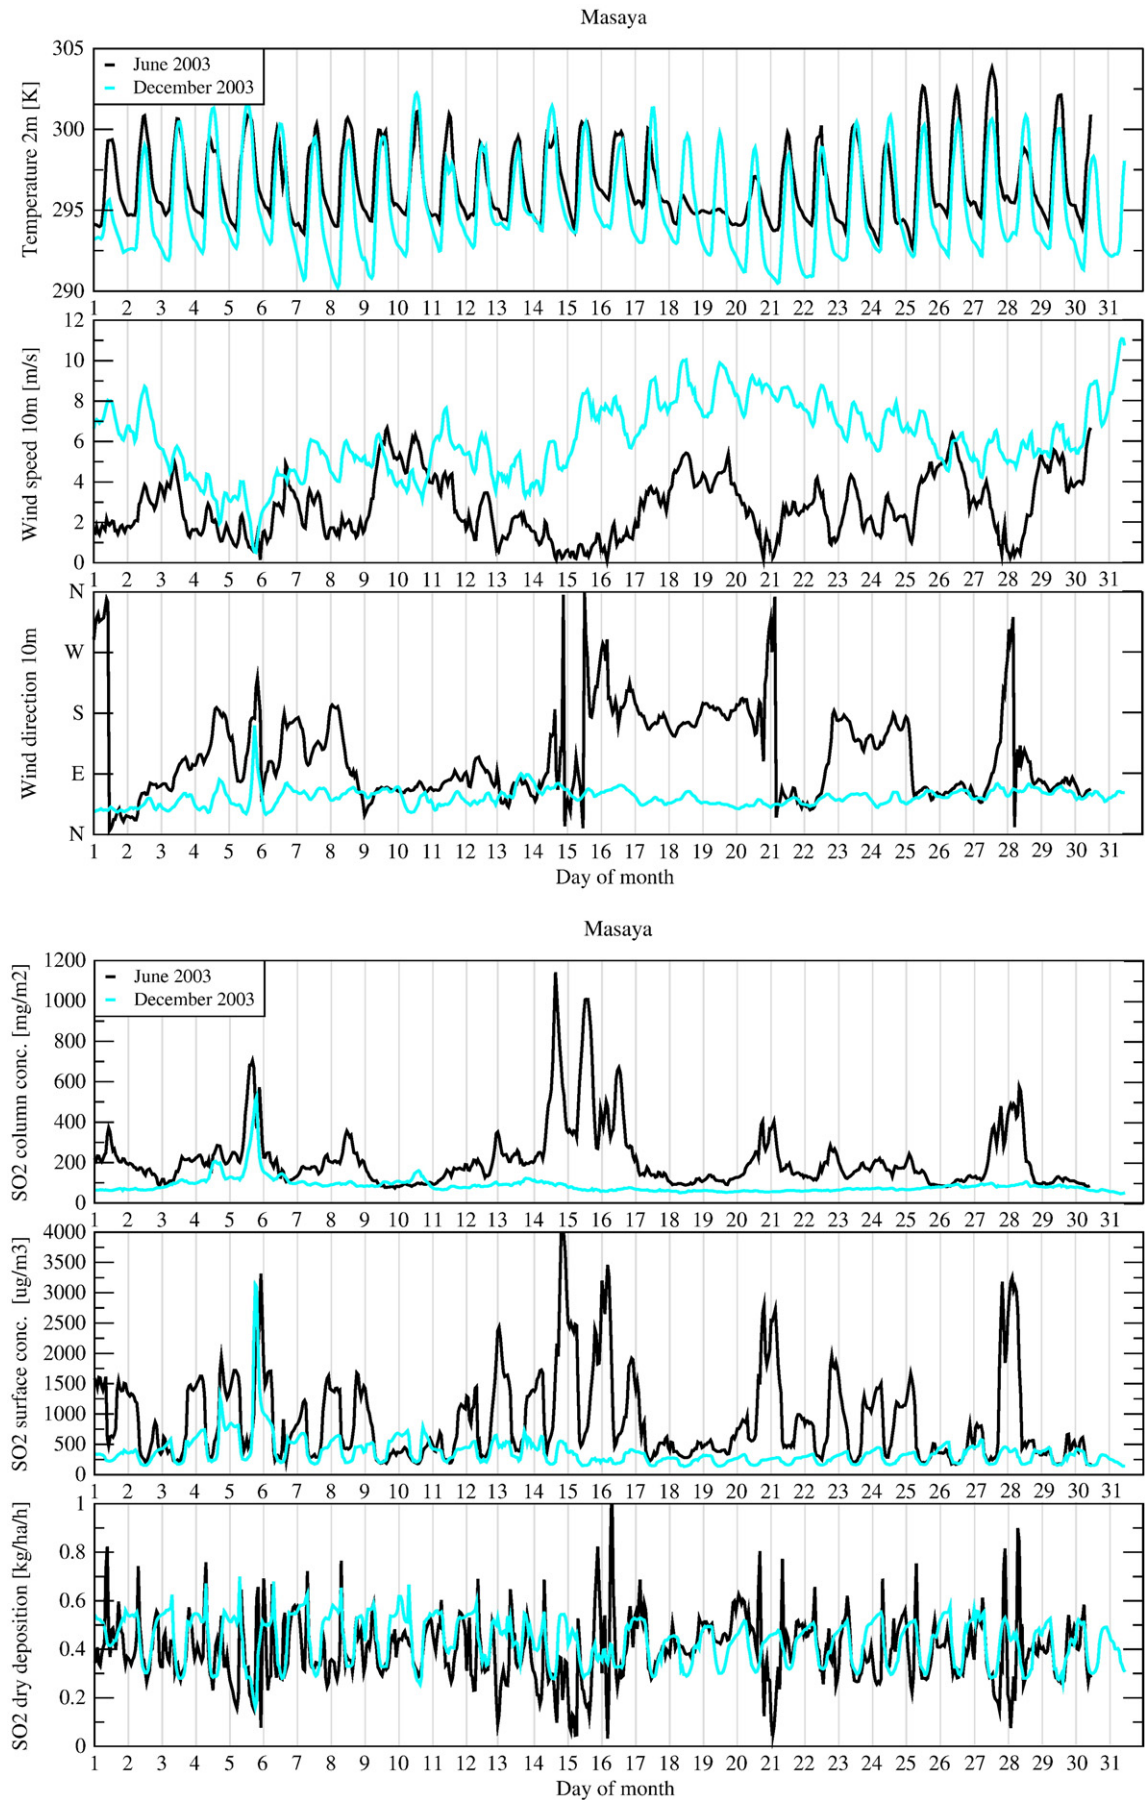 Masaya
Temperature 2m [K]
305
300
295
290
June 2003
December 2003
1 2 3 4 5 6 7 8 9 10 11 12 13 14 15 16 17 18 19 20 21 22 23 24 25 26 27 28 29 30 31
Wind speed 10m [m/s]
12
10
8
6
4
2
0
1 2 3 4 5 6 7 8 9 10 11 12 13 14 15 16 17 18 19 20 21 22 23 24 25 26 27 28 29 30 31
Wind direction 10m
N
W
S
E
N
1 2 3 4 5 6 7 8 9 10 11 12 13 14 15 16 17 18 19 20 21 22 23 24 25 26 27 28 29 30 31
Day of month
Masaya
SO2 column conc. [mg/m2]
1200
1000
800
600
400
200
0
June 2003
December 2003
1 2 3 4 5 6 7 8 9 10 11 12 13 14 15 16 17 18 19 20 21 22 23 24 25 26 27 28 29 30 31
SO2 surface conc. [ug/m3]
4000
3500
3000
2500
2000
1500
1000
500
0
1 2 3 4 5 6 7 8 9 10 11 12 13 14 15 16 17 18 19 20 21 22 23 24 25 26 27 28 29 30 31
SO2 dry deposition [kg/ha/h]
1
0.8
0.6
0.4
0.2
0
1 2 3 4 5 6 7 8 9 10 11 12 13 14 15 16 17 18 19 20 21 22 23 24 25 26 27 28 29 30 31
Day of month